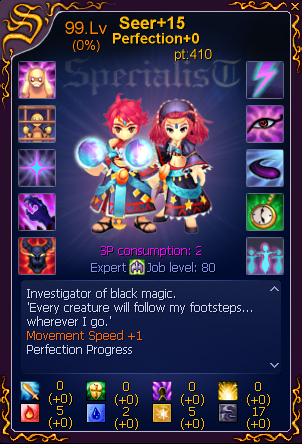 99.Lv
(0%)
Seer+15
Perfection+0
pt:410
SpecialisT
SP consumption: 2
Expert Job level: 80
Investigator of black magic.
'Every creature will follow my footsteps...
wherever I go.'
Movement Speed +1
Perfection Progress
0 0 0 0
(+0) (+0) (+0) (+0)
5 2 5 17
(+0) (+0) (+0) (+0)